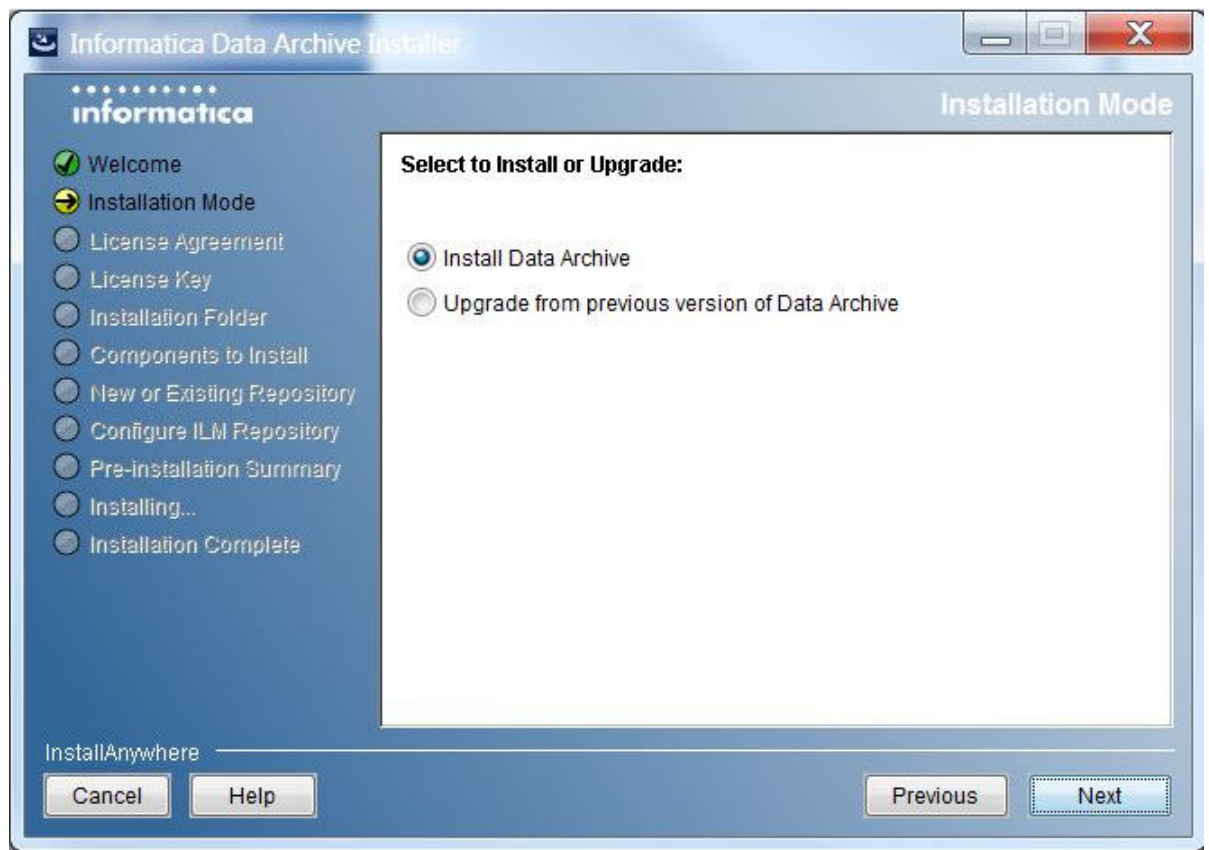 Informatica Data Archive Installer
informatica
Installation Mode
Welcome
Installation Mode
License Agreement
License Key
Installation Folder
Components to Install
New or Existing Repository
Configure ILM Repository
Pre-installation Summary
Installing...
Installation Complete
Select to Install or Upgrade:
Install Data Archive
Upgrade from previous version of Data Archive
InstallAnywhere
Cancel
Help
Previous
Next